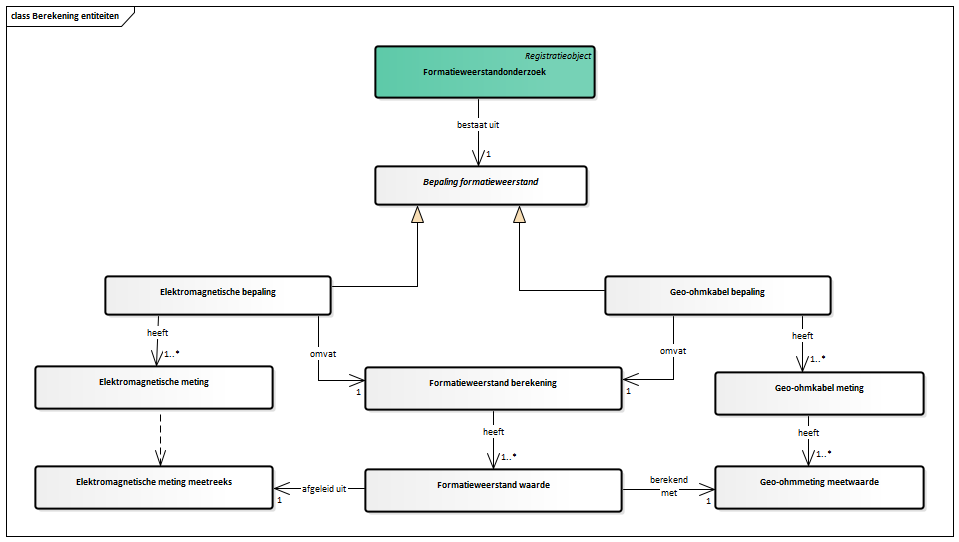 class Berekening entiteiten
Registratieobject
Formatieweerstandonderzoek
bestaat uit
1
Bepaling formatieweerstand
Elektromagnetische bepaling
Geo-ohmkabel bepaling
heeft
1..*
omvat
1
omvat
1
heeft
1..*
Elektromagnetische meting
Formatieweerstand berekening
Geo-ohmkabel meting
heeft
1..*
heeft
1..*
Elektromagnetische meting meetreeks
afgeleid uit
1
Formatieweerstand waarde
berekend
met
1
Geo-ohmmeting meetwaarde